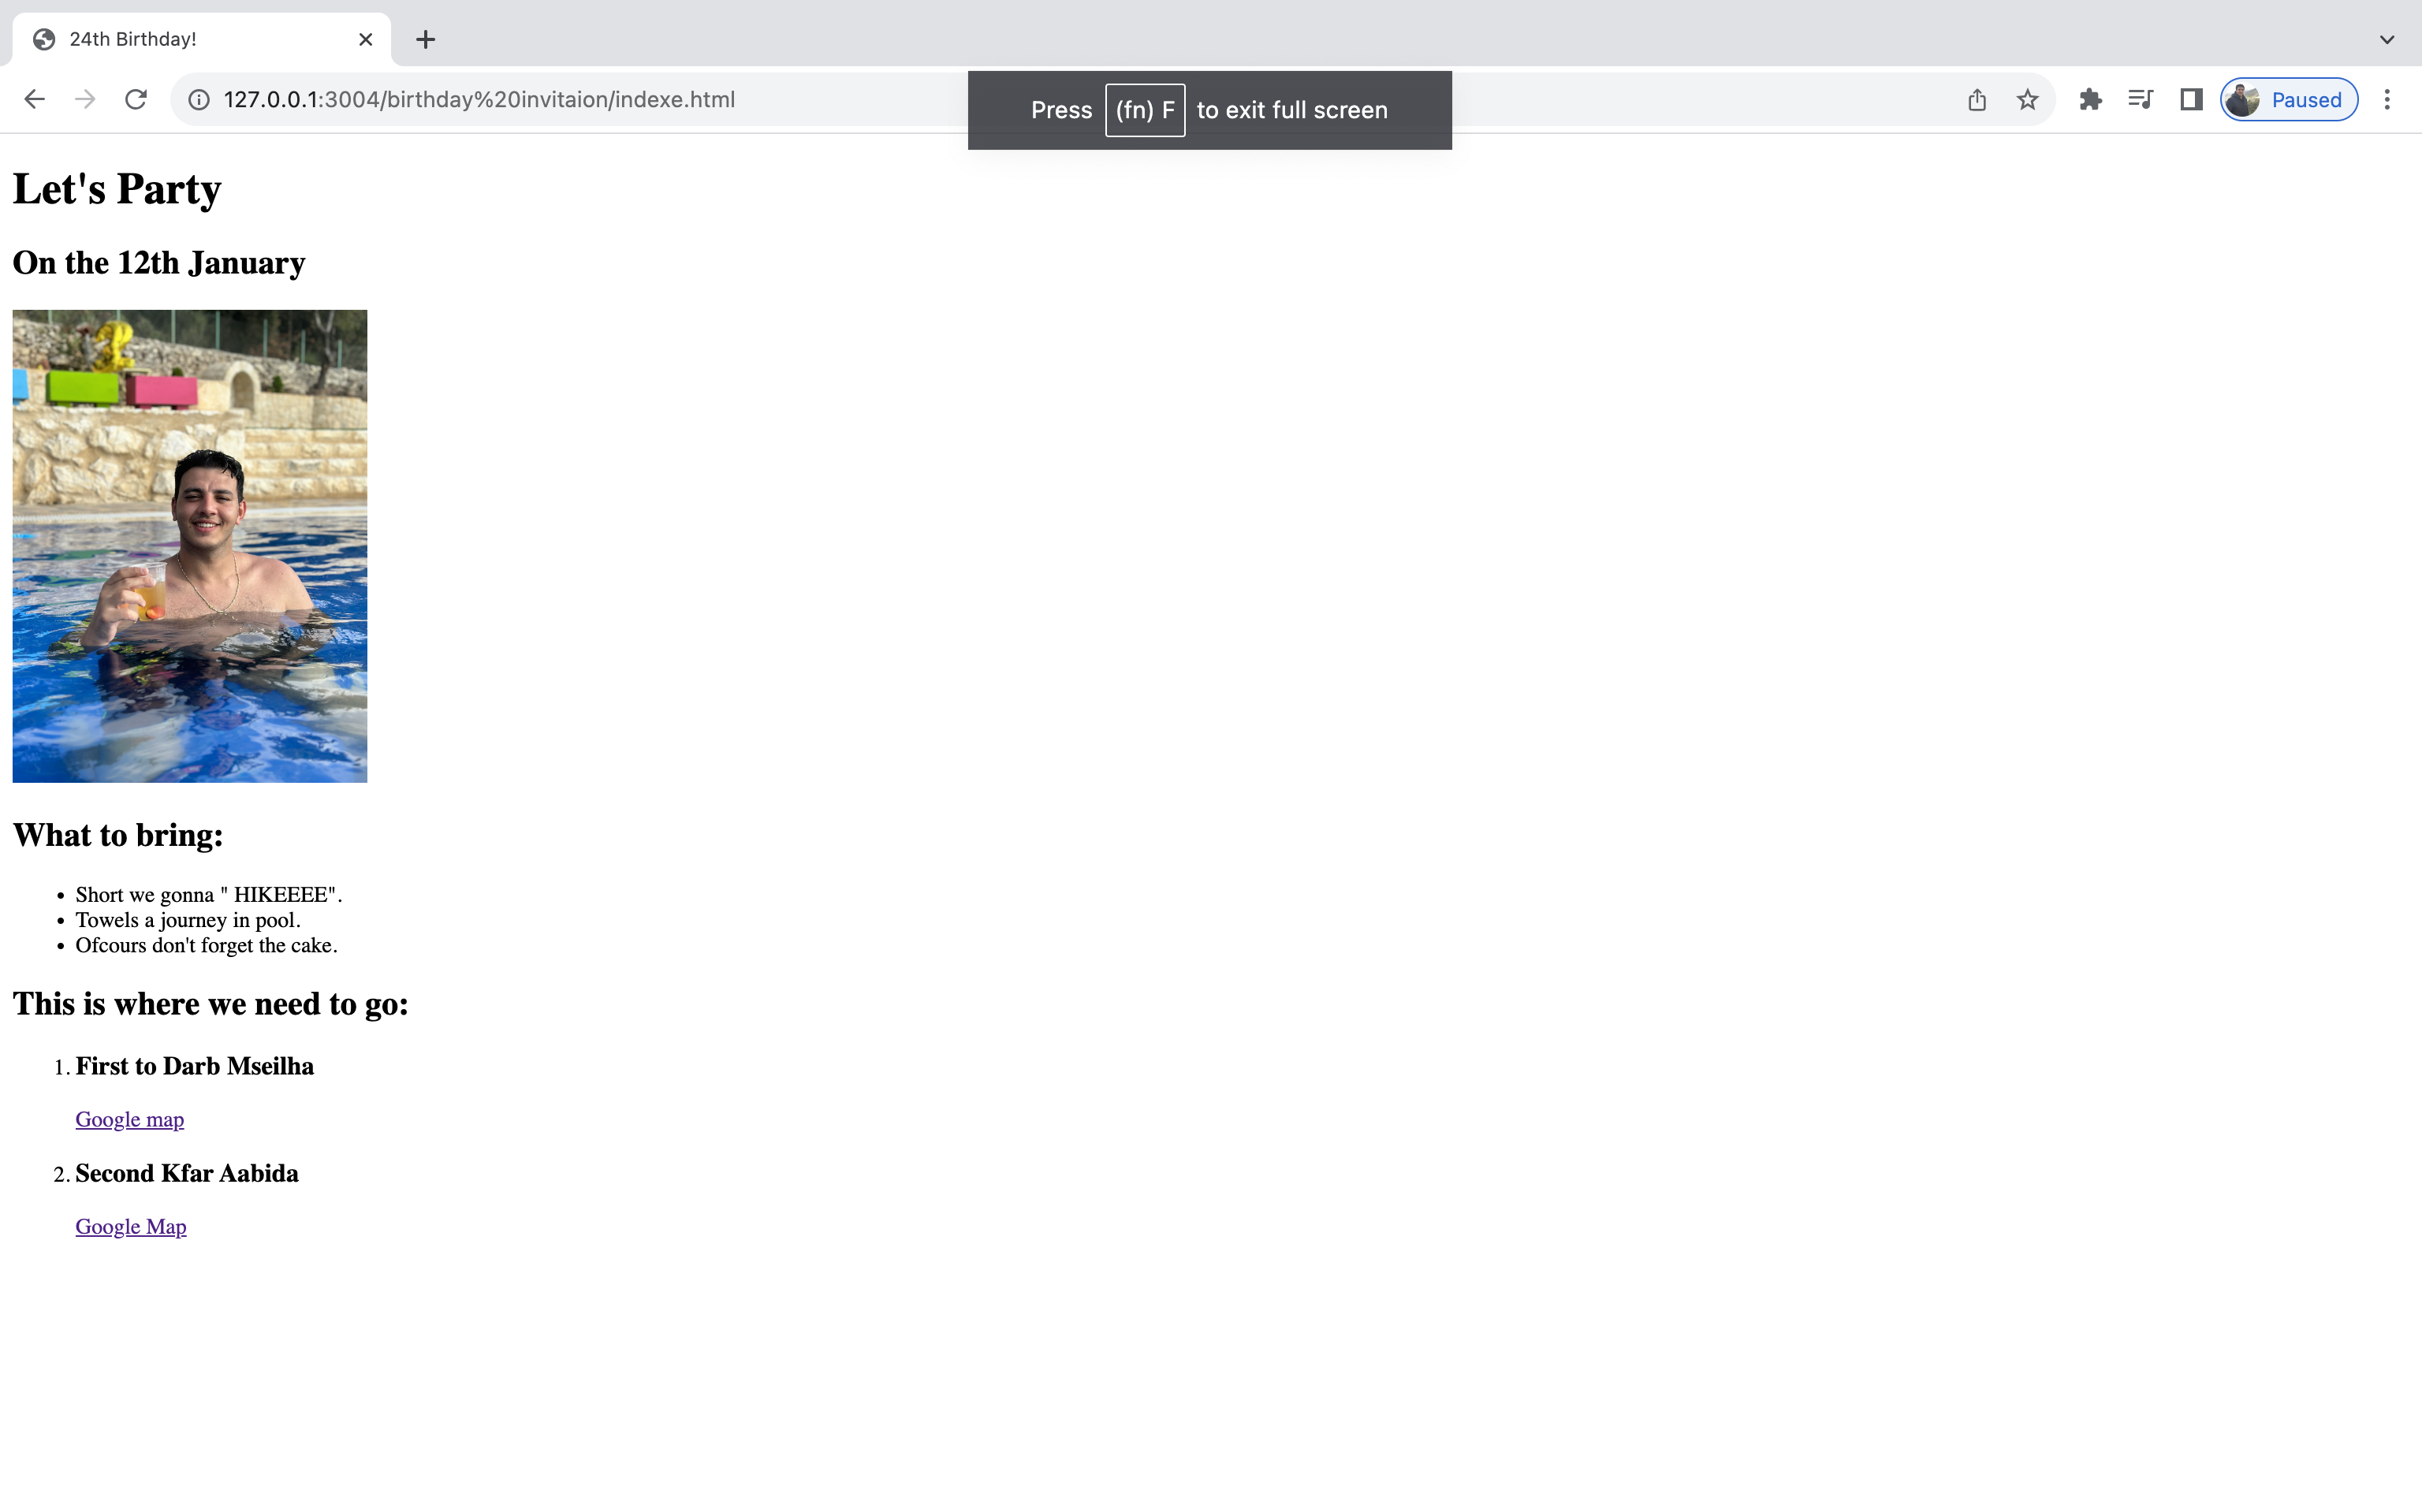 24th Birthday!
127.0.0.1:3004/birthday%20invitaion/indexe.html
Press (fn) F to exit full screen
Paused
Let's Party
On the 12th January
What to bring:
• Short we gonna " HIKEEEE".
• Towels a journey in pool.
• Ofcours don't forget the cake.
This is where we need to go:
1. First to Darb Mseilha
Google map
2. Second Kfar Aabida
Google Map